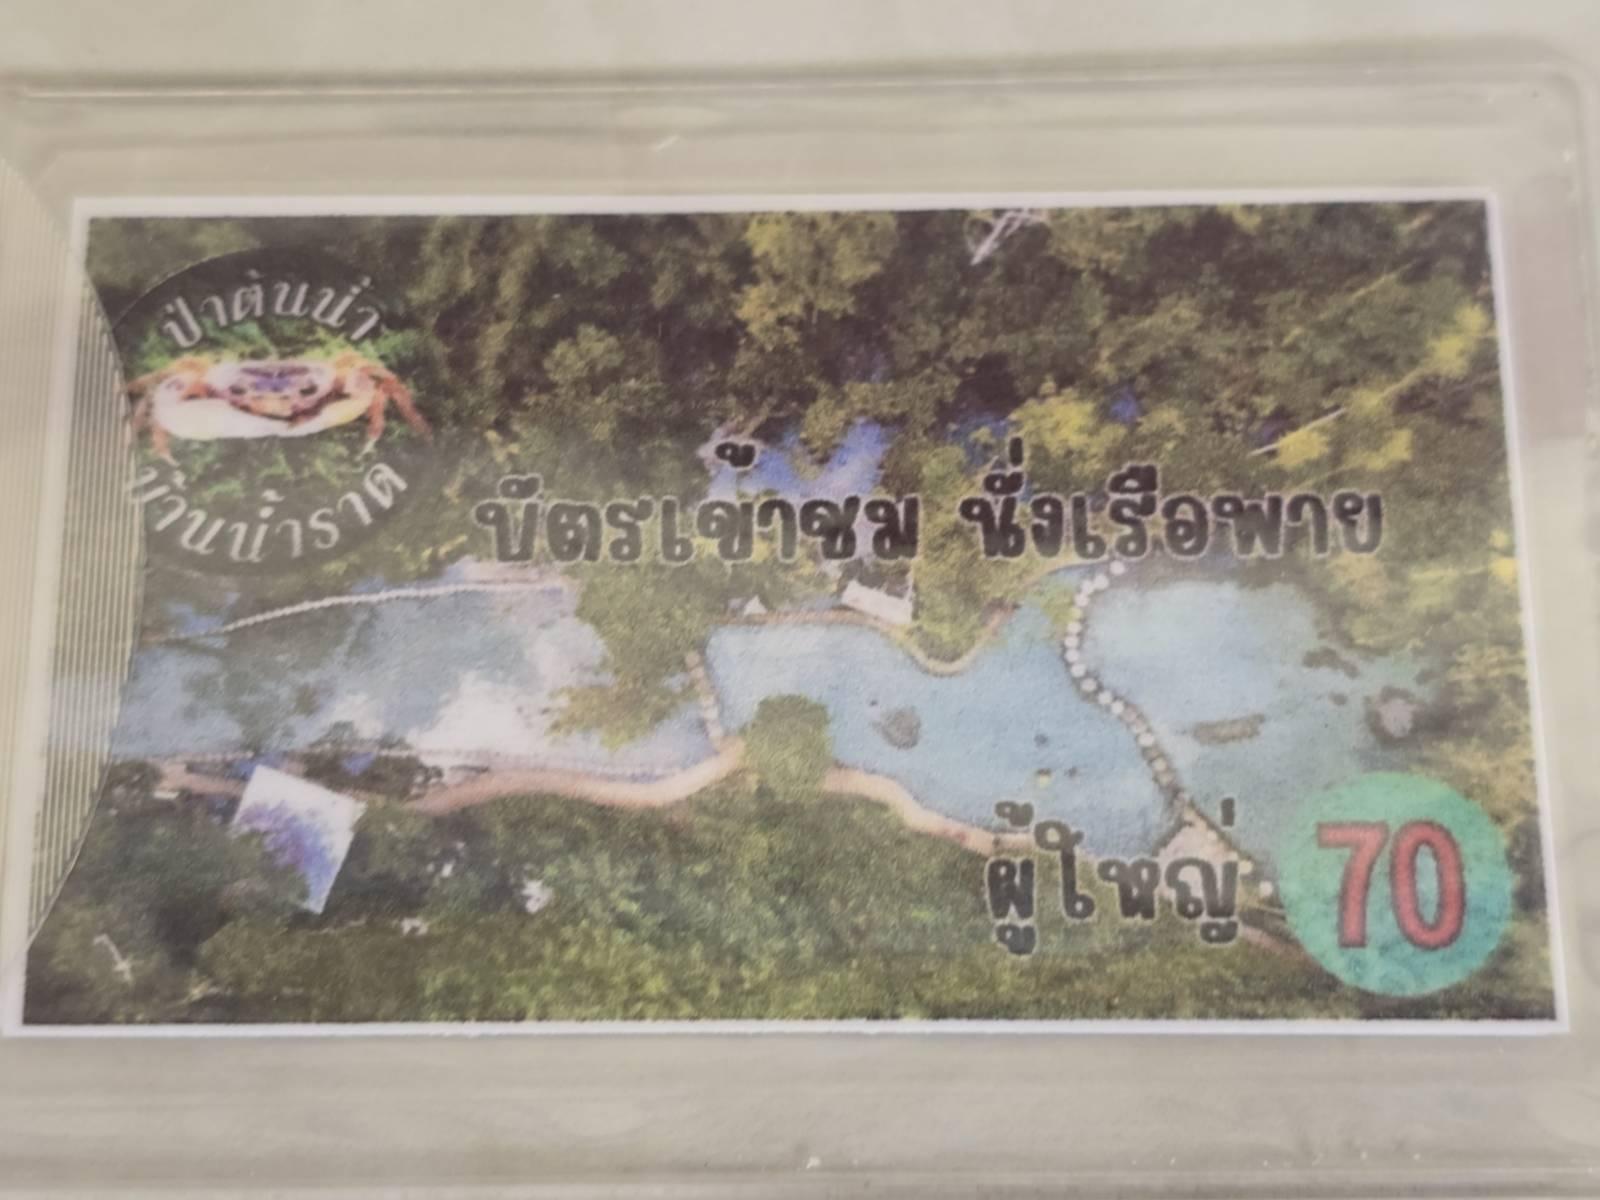 ป่าต้นน้ำ
บ้านน้ำราด
บัตรเข้าชม นั่งเรือพาย
ผู้ใหญ่ 70